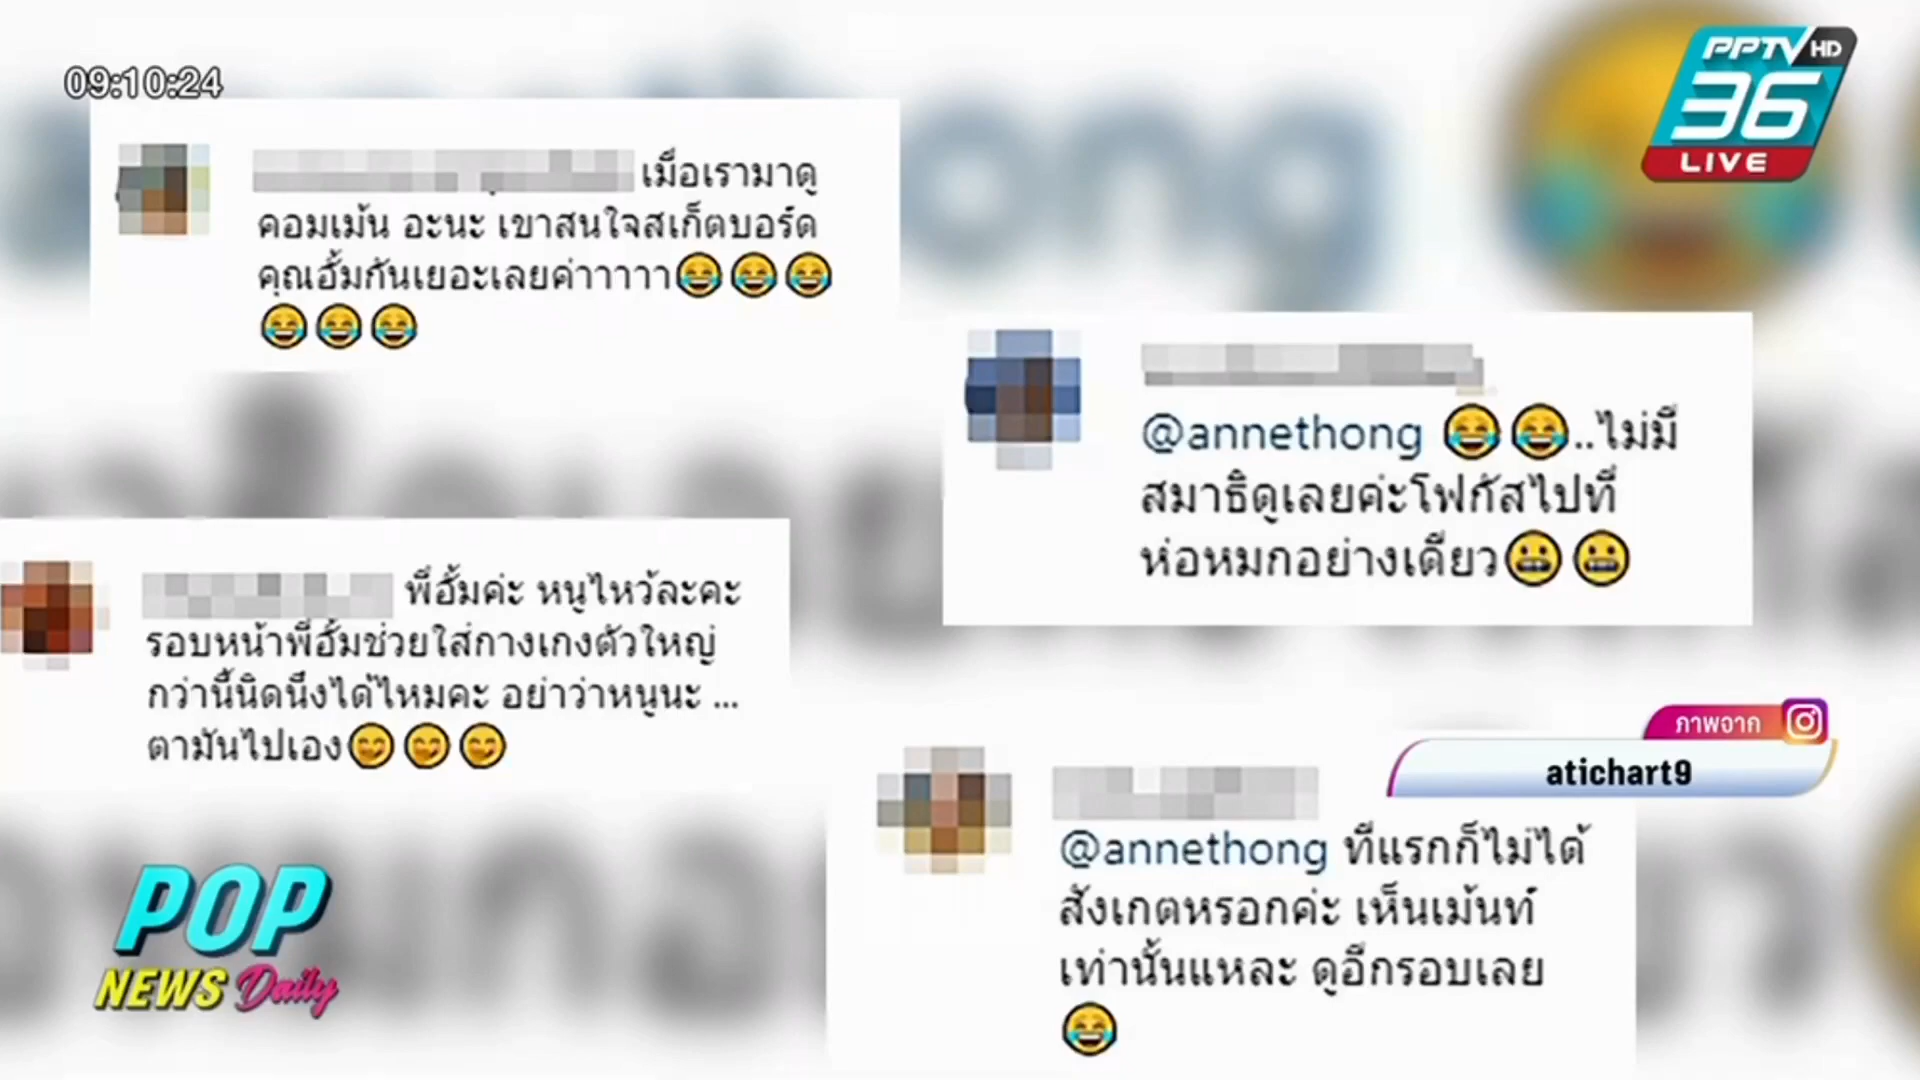 09:10:24
PPTV HD
36
LIVE
เมื่อเรามาดู
คอมเม้น อะนะ เขาสนใจสเก็ตบอร์ด
คุณฮั้มกันเยอะเลยค่าาาาา😂😂😂
😂😂😂
@annethong 😂😂..ไม่มี
สมาธิดูเลยค่ะโฟกัสไปที่
ห่อหมกอย่างเดียว😬😬
พี่ฮั้มค่ะ หนูไหว้ละคะ
รอบหน้าพี่ฮั้มช่วยใส่กางเกงตัวใหญ่
กว่านี้นิดนึงได้ไหมคะ อย่าว่าหนูนะ ...
ตามันไปเอง🤭🤭🤭
ภาพจาก
atichart9
@annethong ที่แรกก็ไม่ได้
สังเกตหรอกค่ะ เห็นเม้นท์
เท่านั้นแหละ ดูอีกรอบเลย
😂
POP
NEWS Daily